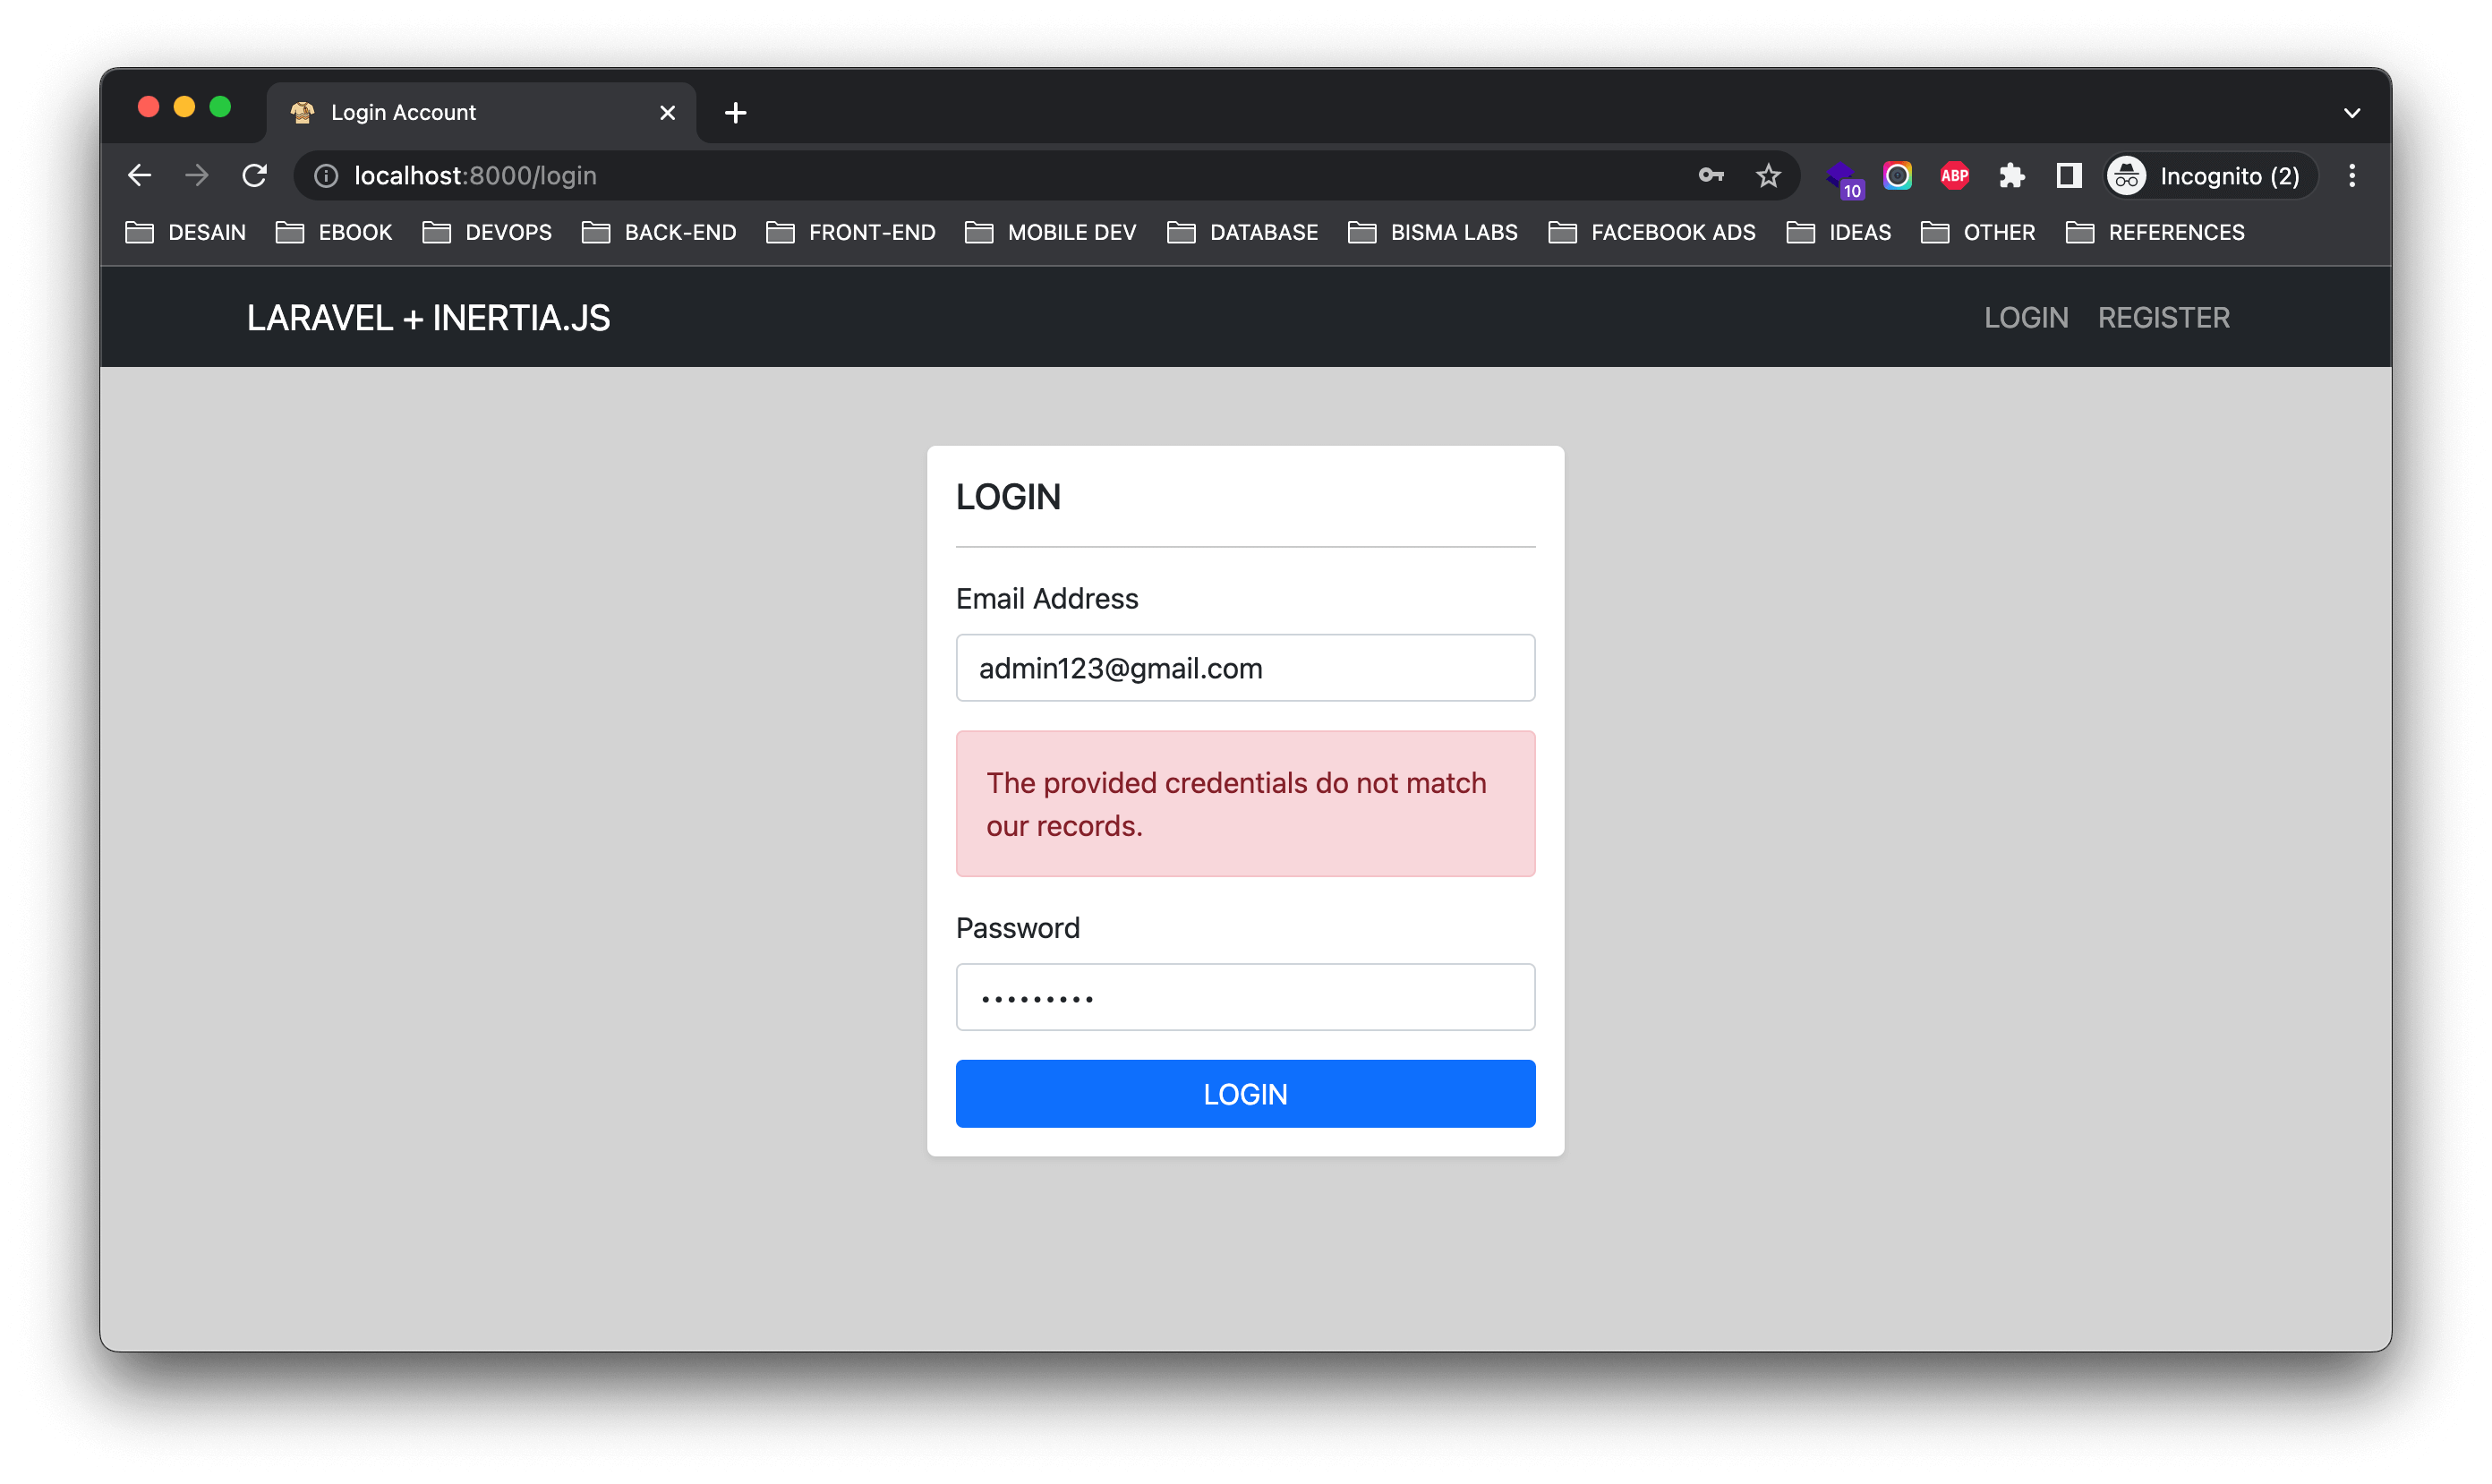 Login Account
localhost:8000/login
10
ABP
Incognito (2)
DESAIN EBOOK DEVOPS BACK-END FRONT-END MOBILE DEV DATABASE BISMA LABS FACEBOOK ADS IDEAS OTHER REFERENCES
LARAVEL + INERTIA.JS LOGIN REGISTER
LOGIN
Email Address
admin123@gmail.com
The provided credentials do not match
our records.
Password
•••••••••
LOGIN